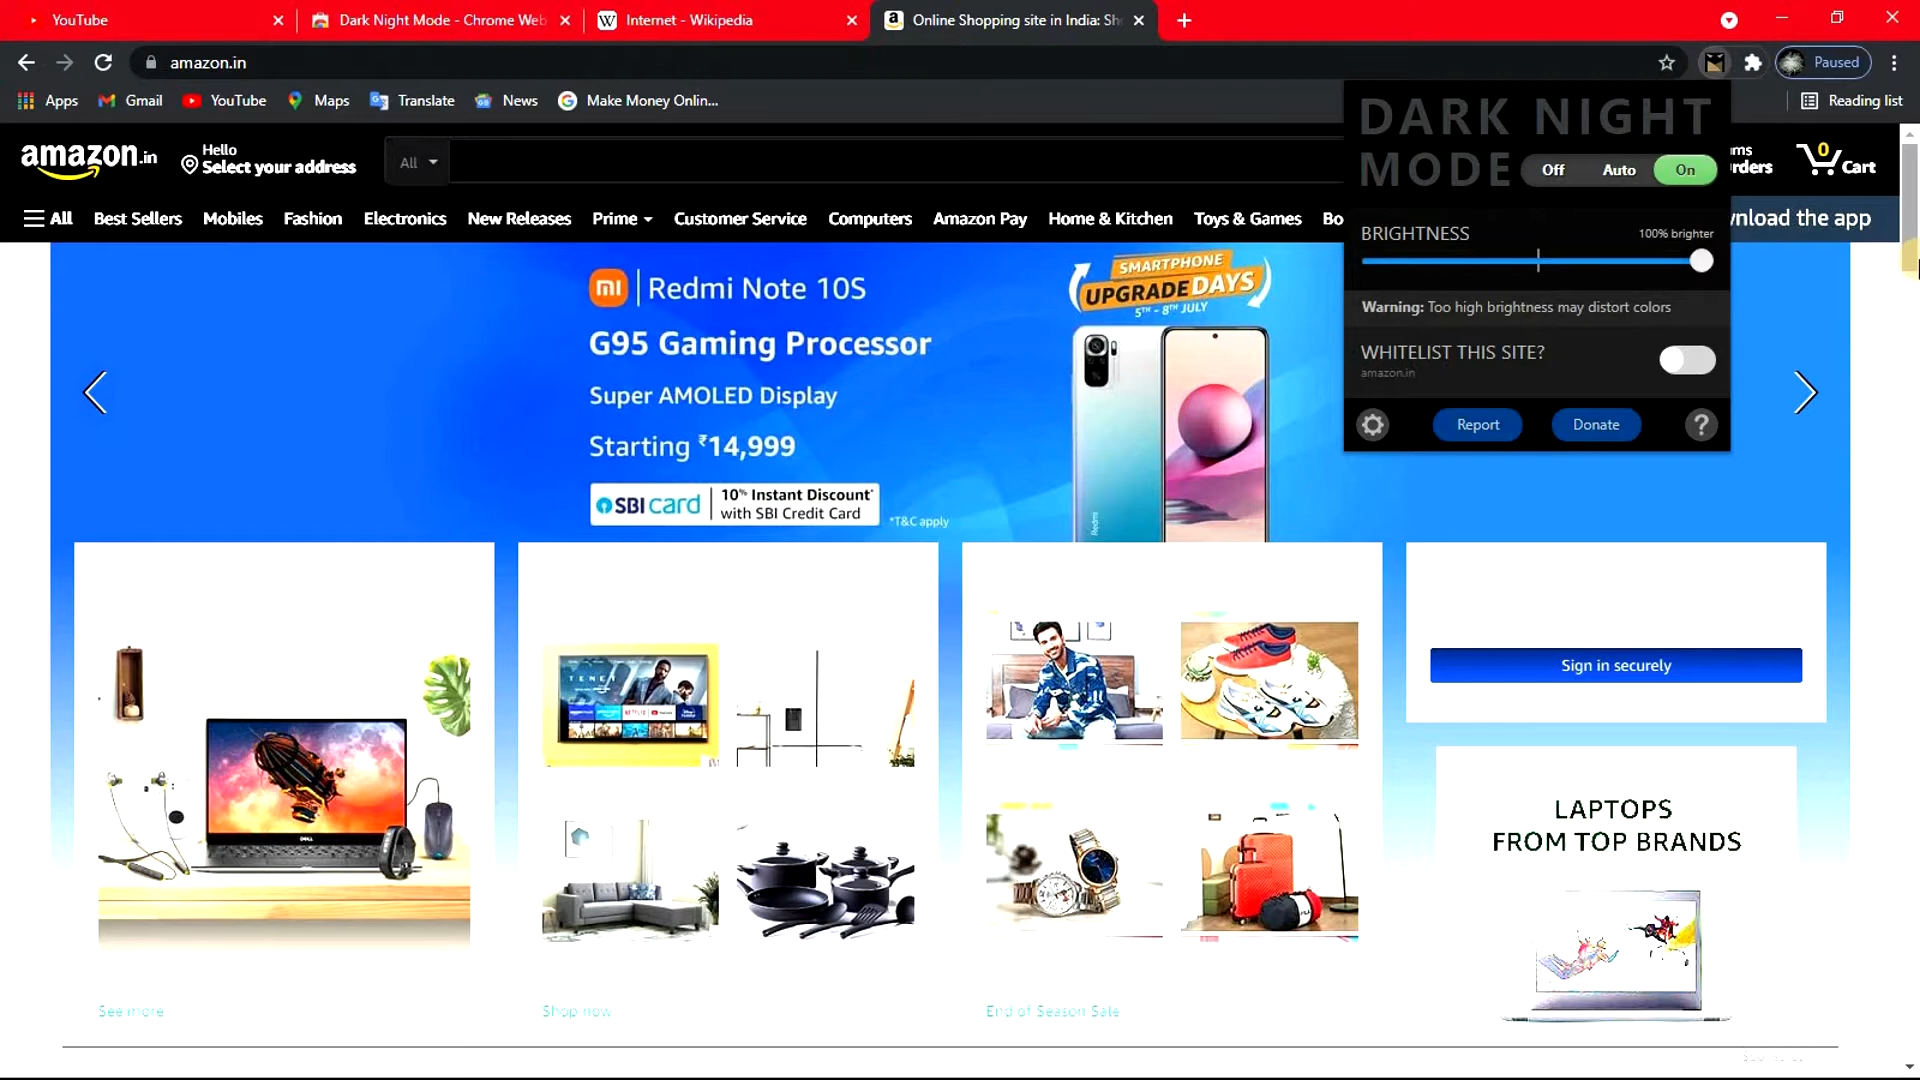 YouTube
Dark Night Mode - Chrome Web
Internet - Wikipedia
Online Shopping site in India: Sh
amazon.in
Paused
Apps
Gmail
YouTube
Maps
Translate
News
Make Money Onlin...
Reading list
DARK NIGHT
MODE
Off
Auto
On
BRIGHTNESS
100% brighter
Warning: Too high brightness may distort colors
WHITELIST THIS SITE?
amazon.in
Report
Donate
?
amazon.in
Hello
Select your address
All
0
Cart
All
Best Sellers
Mobiles
Fashion
Electronics
New Releases
Prime
Customer Service
Computers
Amazon Pay
Home & Kitchen
Toys & Games
Bo
wnload the app
mi
Redmi Note 10S
G95 Gaming Processor
Super AMOLED Display
Starting ₹14,999
SBI card
10% Instant Discount*
with SBI Credit Card
*T&C apply
SMARTPHONE
UPGRADE DAYS
5TH - 8TH JULY
Redmi
TENET
NETFLIX
DELL
FILA
Sign in securely
LAPTOPS
FROM TOP BRANDS
See more
Shop now
End of Season Sale